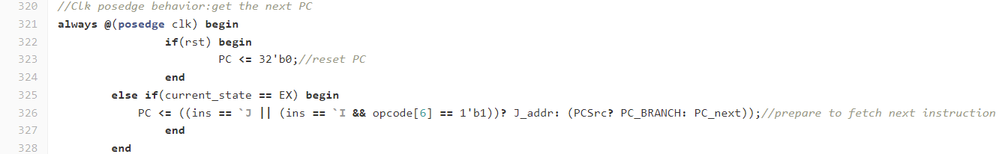 320 //Clk posedge behavior:get the next PC
321 always @(posedge clk) begin
322 if(rst) begin
323 PC <= 32'b0;//reset PC
324 end
325 else if(current_state == EX) begin
326 PC <= ((ins == `J || (ins == `I && opcode[6] == 1'b1))? J_addr: (PCSrc? PC_BRANCH: PC_next));//prepare to fetch next instruction
327 end
328 end